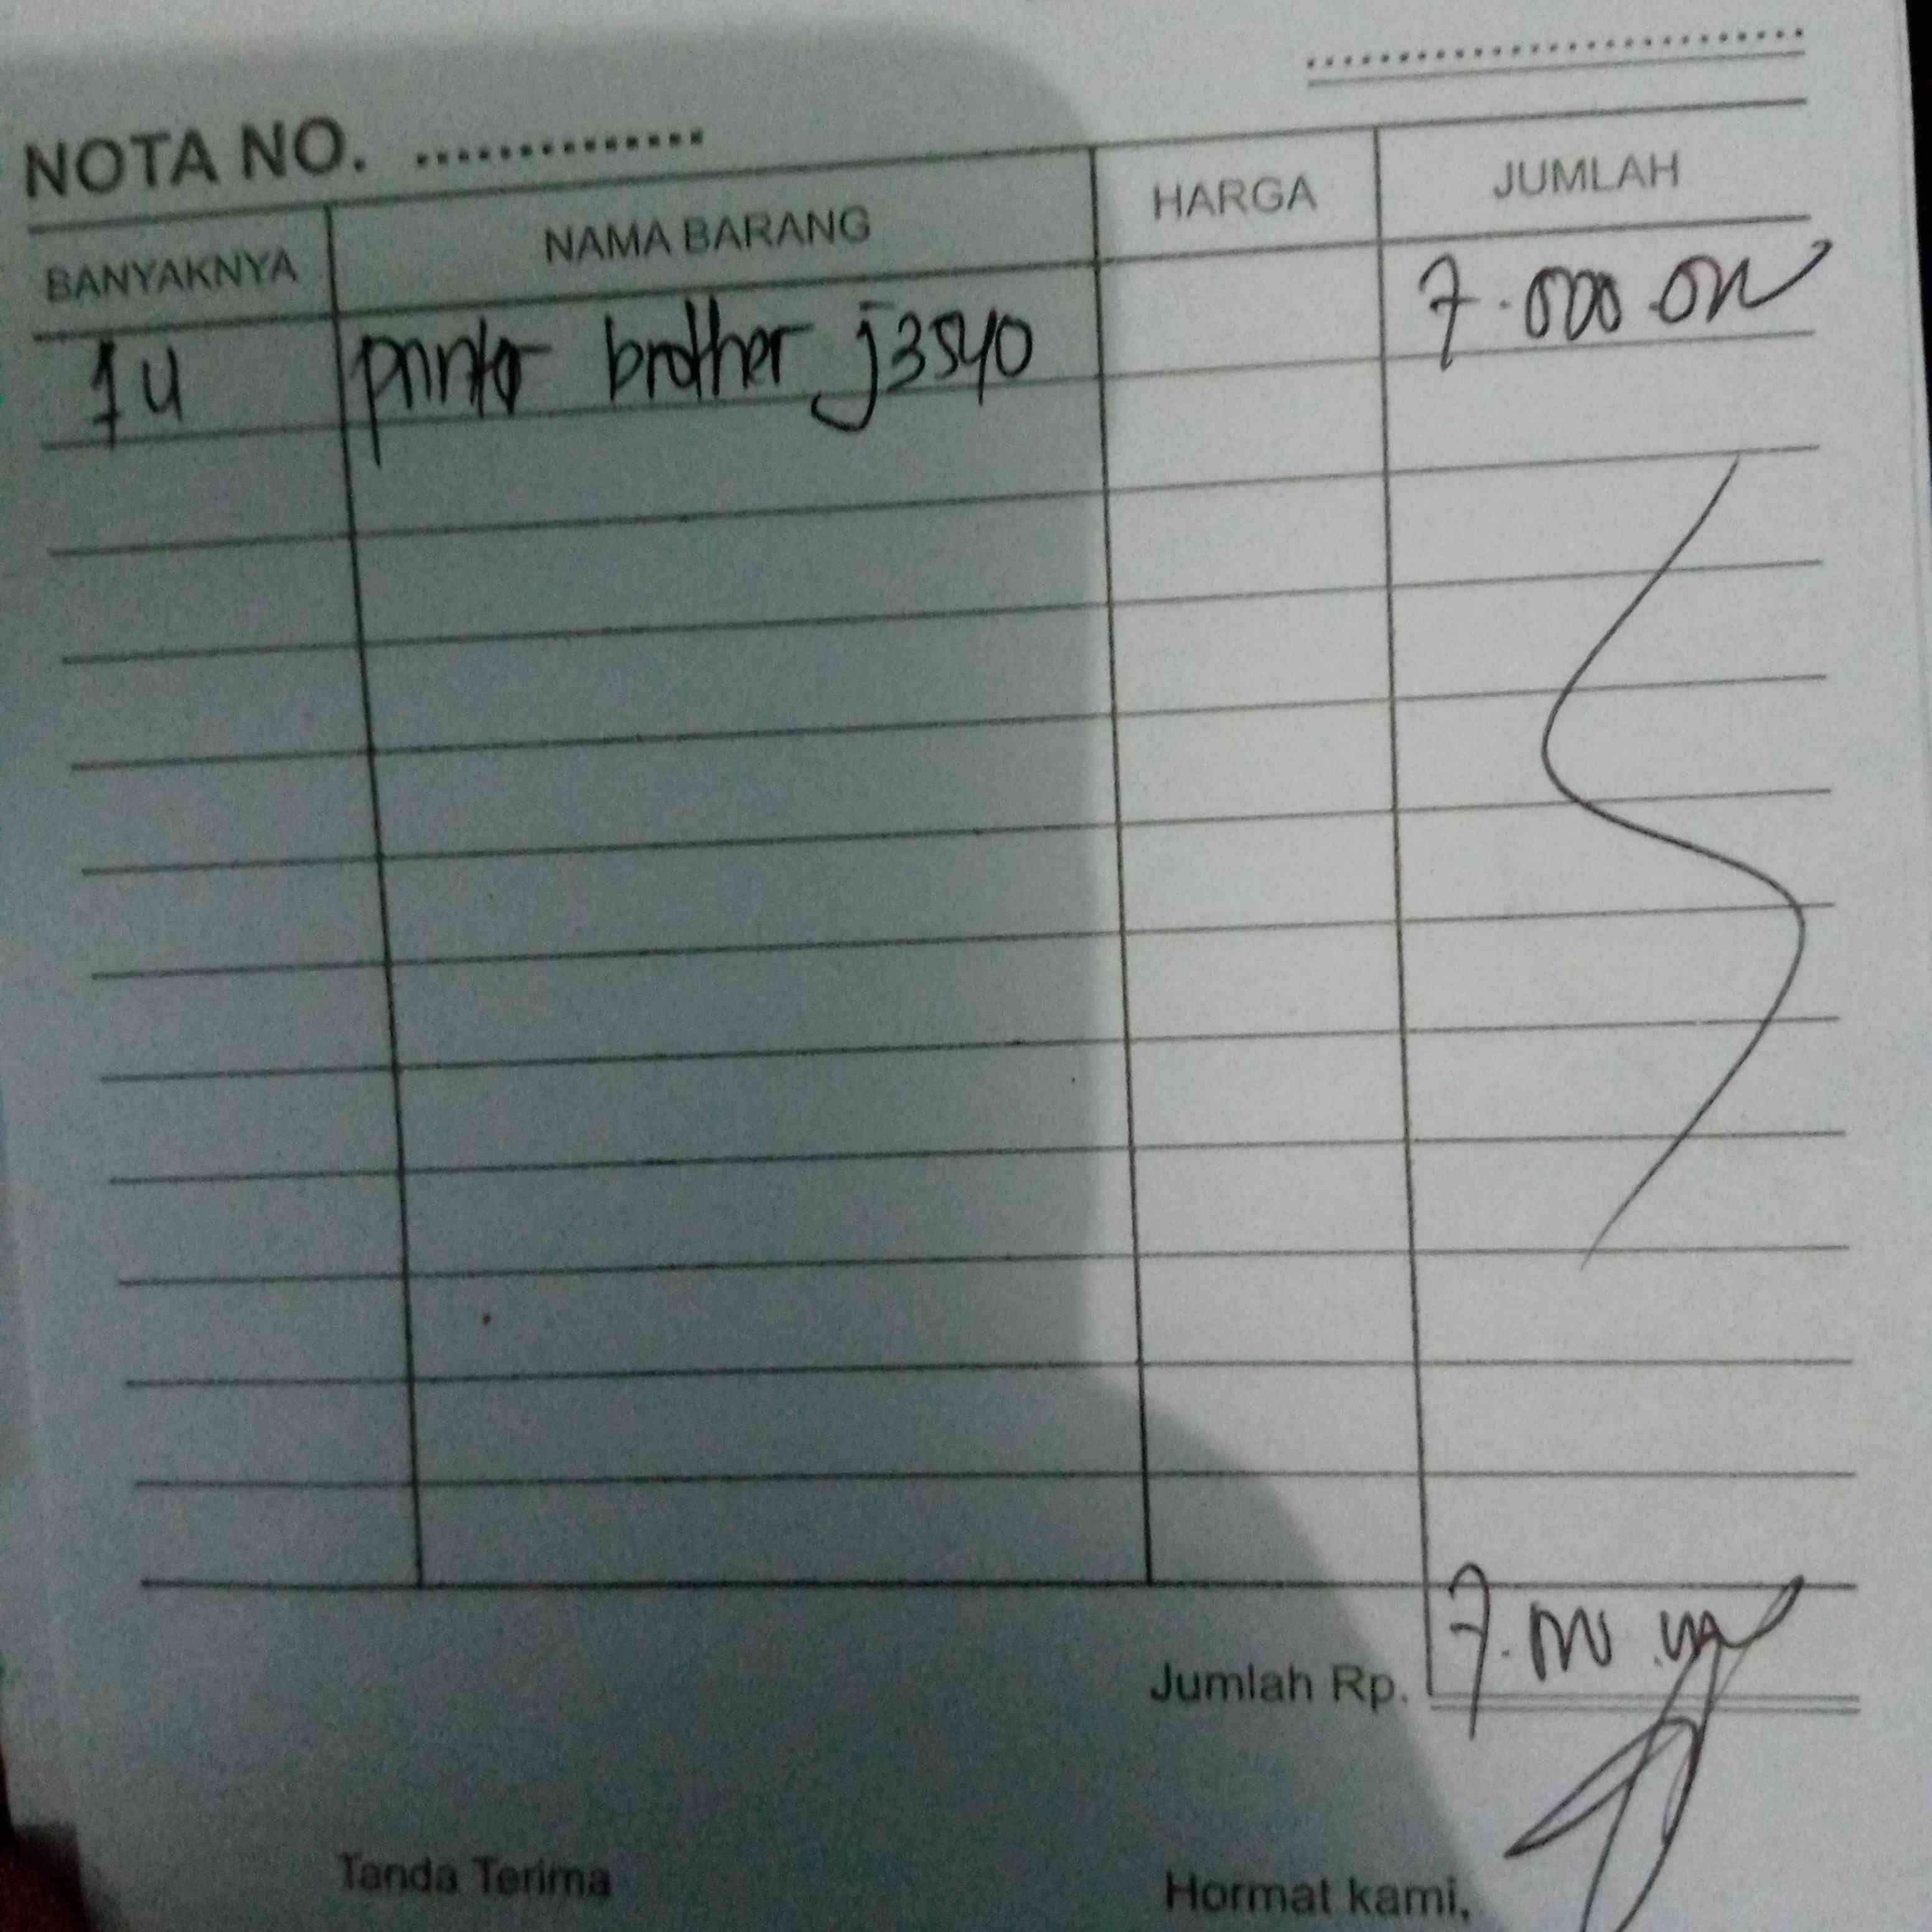 NOTA NO. ..............
BANYAKNYA NAMA BARANG HARGA JUMLAH
1 u printer brother j3540 7.000.000
Jumlah Rp. 7.000.000
Tanda Terima Hormat kami,